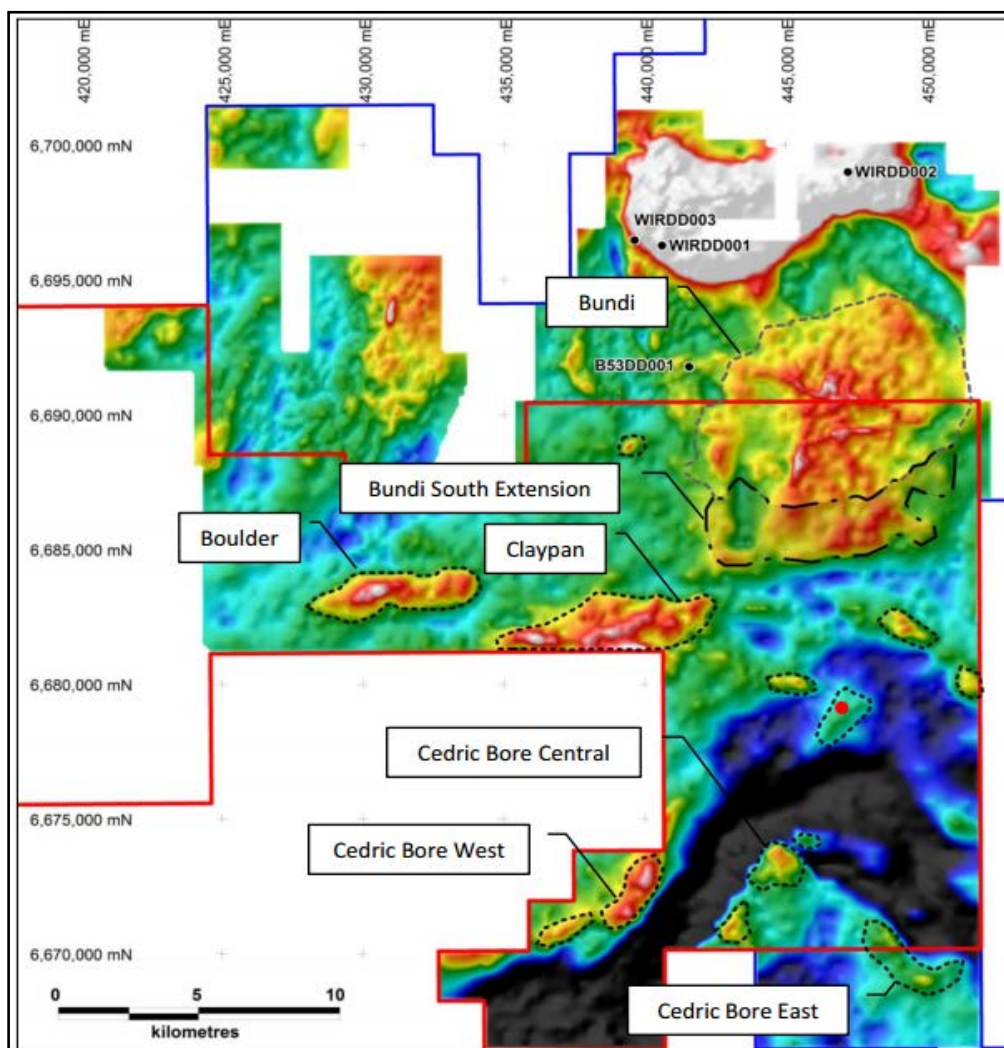 420,000 mE
425,000 mE
430,000 mE
435,000 mE
440,000 mE
445,000 mE
450,000 mE
6,700,000 mN
WIRDD002
WIRDD003
WIRDD001
6,695,000 mN
Bundi
B53DD001
6,690,000 mN
Bundi South Extension
Boulder
Claypan
6,685,000 mN
6,680,000 mN
Cedric Bore Central
6,675,000 mN
Cedric Bore West
6,670,000 mN
0 5 10
kilometres
Cedric Bore East